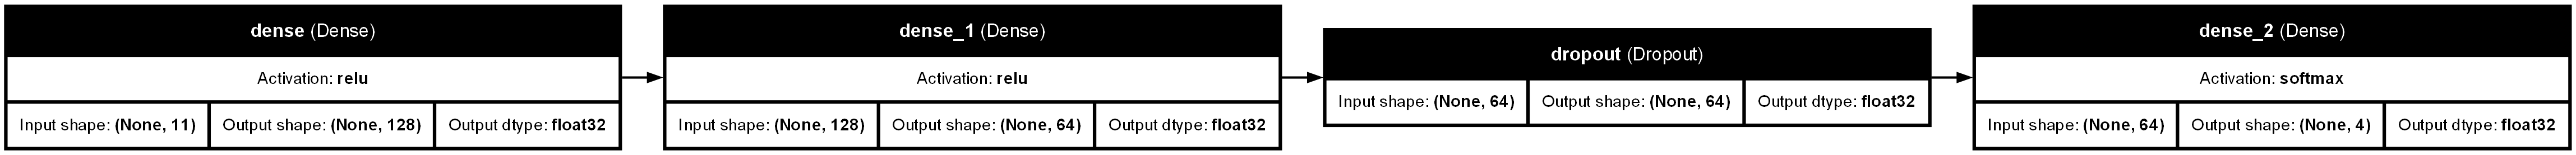 dense (Dense)
Activation: relu
Input shape: (None, 11) Output shape: (None, 128) Output dtype: float32
dense_1 (Dense)
Activation: relu
Input shape: (None, 128) Output shape: (None, 64) Output dtype: float32
dropout (Dropout)
Input shape: (None, 64) Output shape: (None, 64) Output dtype: float32
dense_2 (Dense)
Activation: softmax
Input shape: (None, 64) Output shape: (None, 4) Output dtype: float32